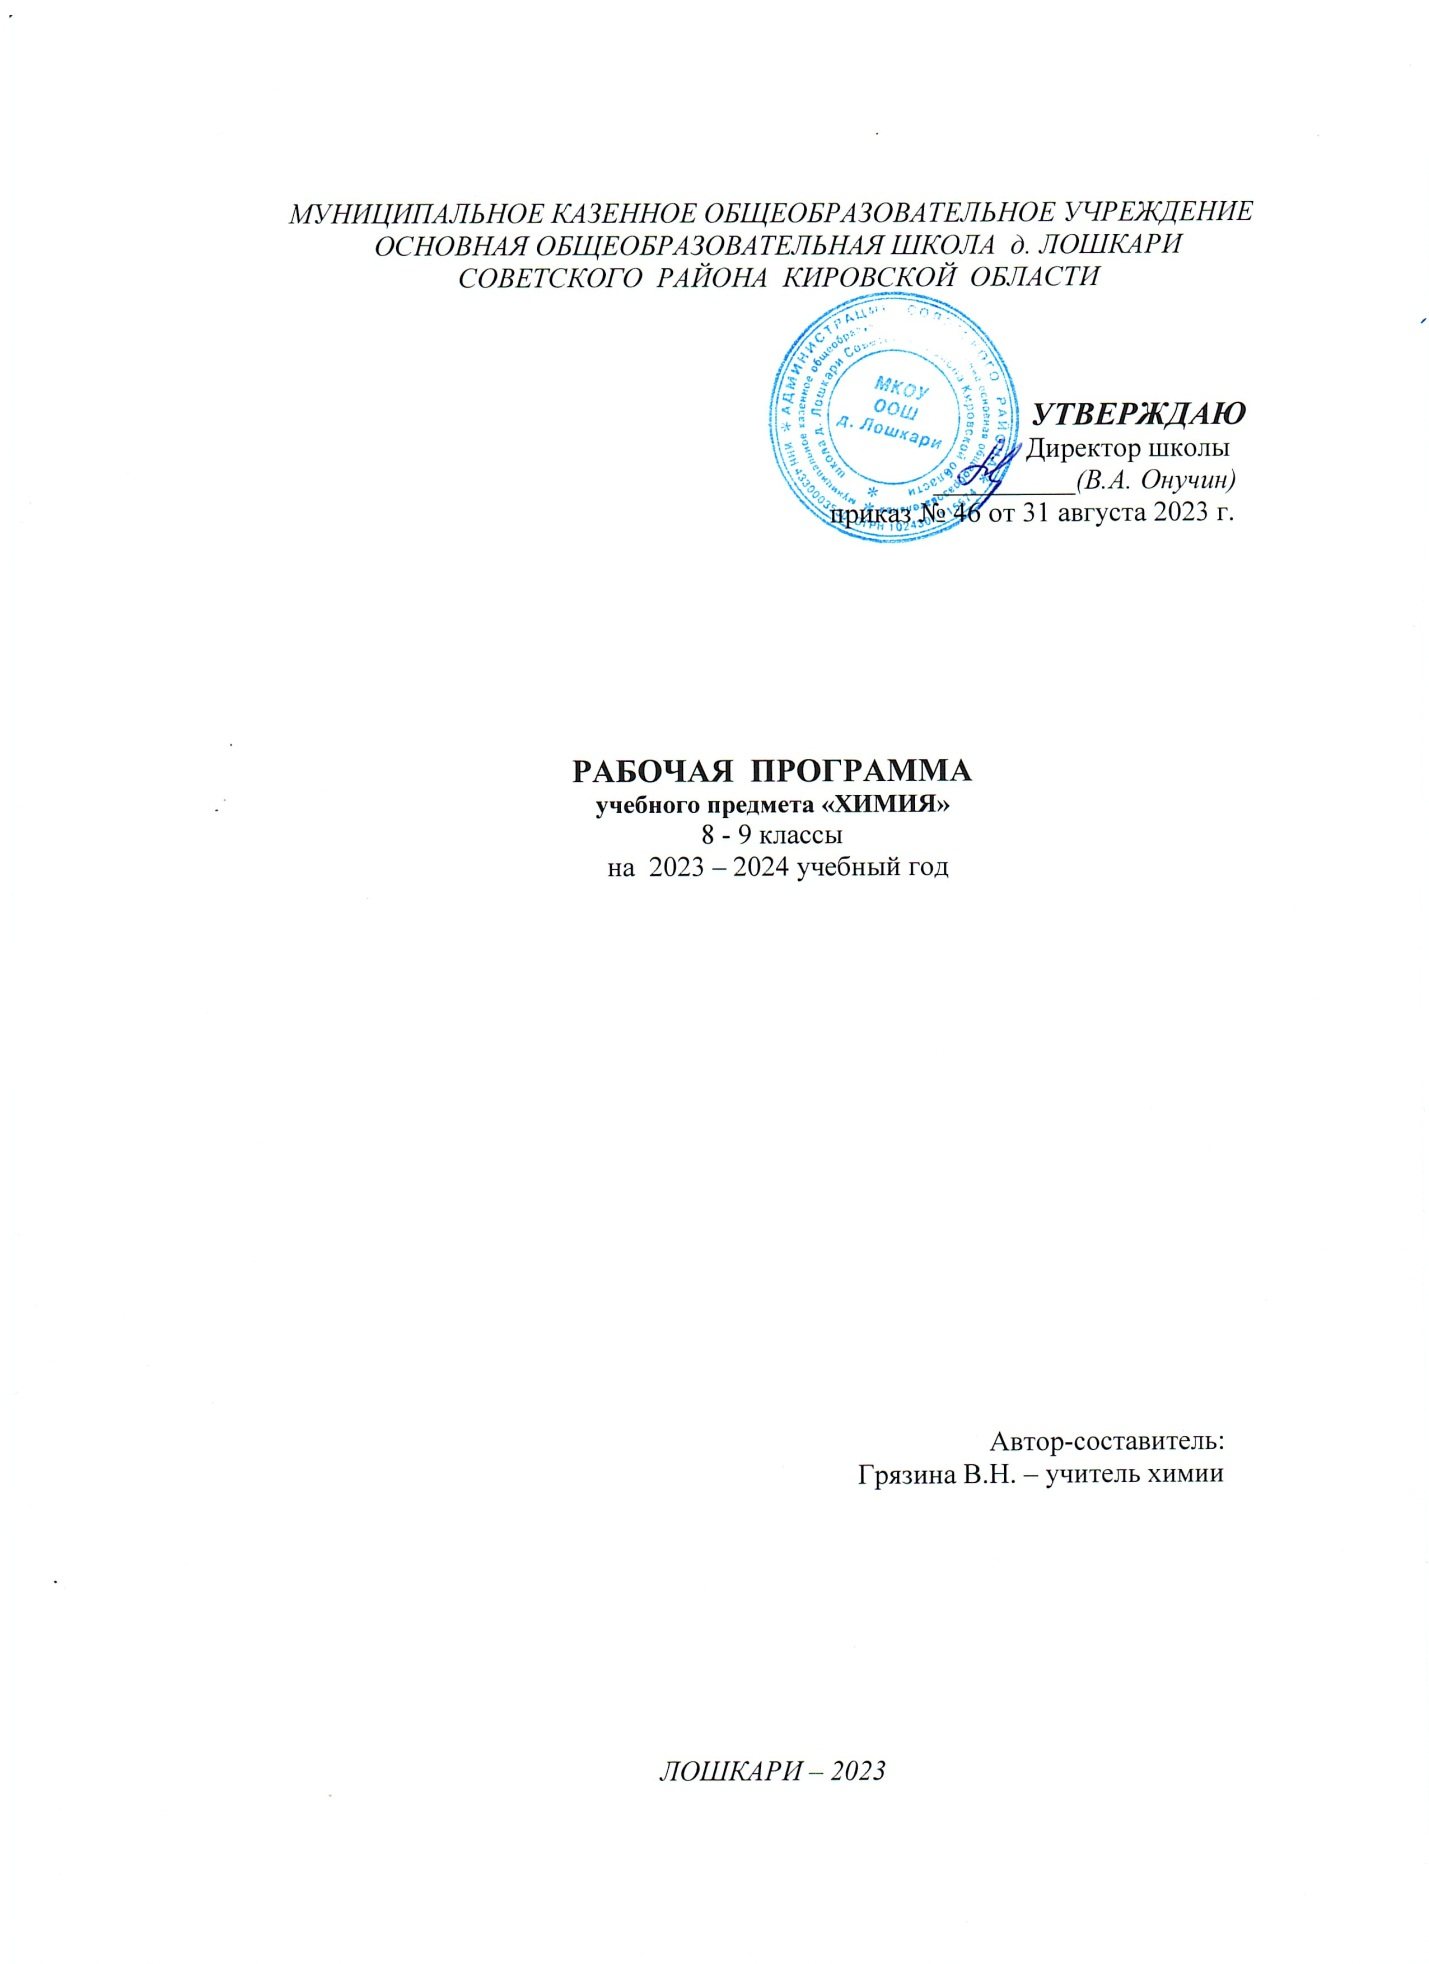 МУНИЦИПАЛЬНОЕ КАЗЕННОЕ ОБЩЕОБРАЗОВАТЕЛЬНОЕ УЧРЕЖДЕНИЕ
ОСНОВНАЯ ОБЩЕОБРАЗОВАТЕЛЬНАЯ ШКОЛА д. ЛОШКАРИ
СОВЕТСКОГО РАЙОНА КИРОВСКОЙ ОБЛАСТИ
МКОУ
ООШ
д. Лошкари
УТВЕРЖДАЮ
Директор школы
__________(В.А. Онучин)
приказ № 46 от 31 августа 2023 г.
РАБОЧАЯ ПРОГРАММА
учебного предмета «ХИМИЯ»
8 - 9 классы
на 2023 – 2024 учебный год
Автор-составитель:
Грязина В.Н. – учитель химии
ЛОШКАРИ – 2023